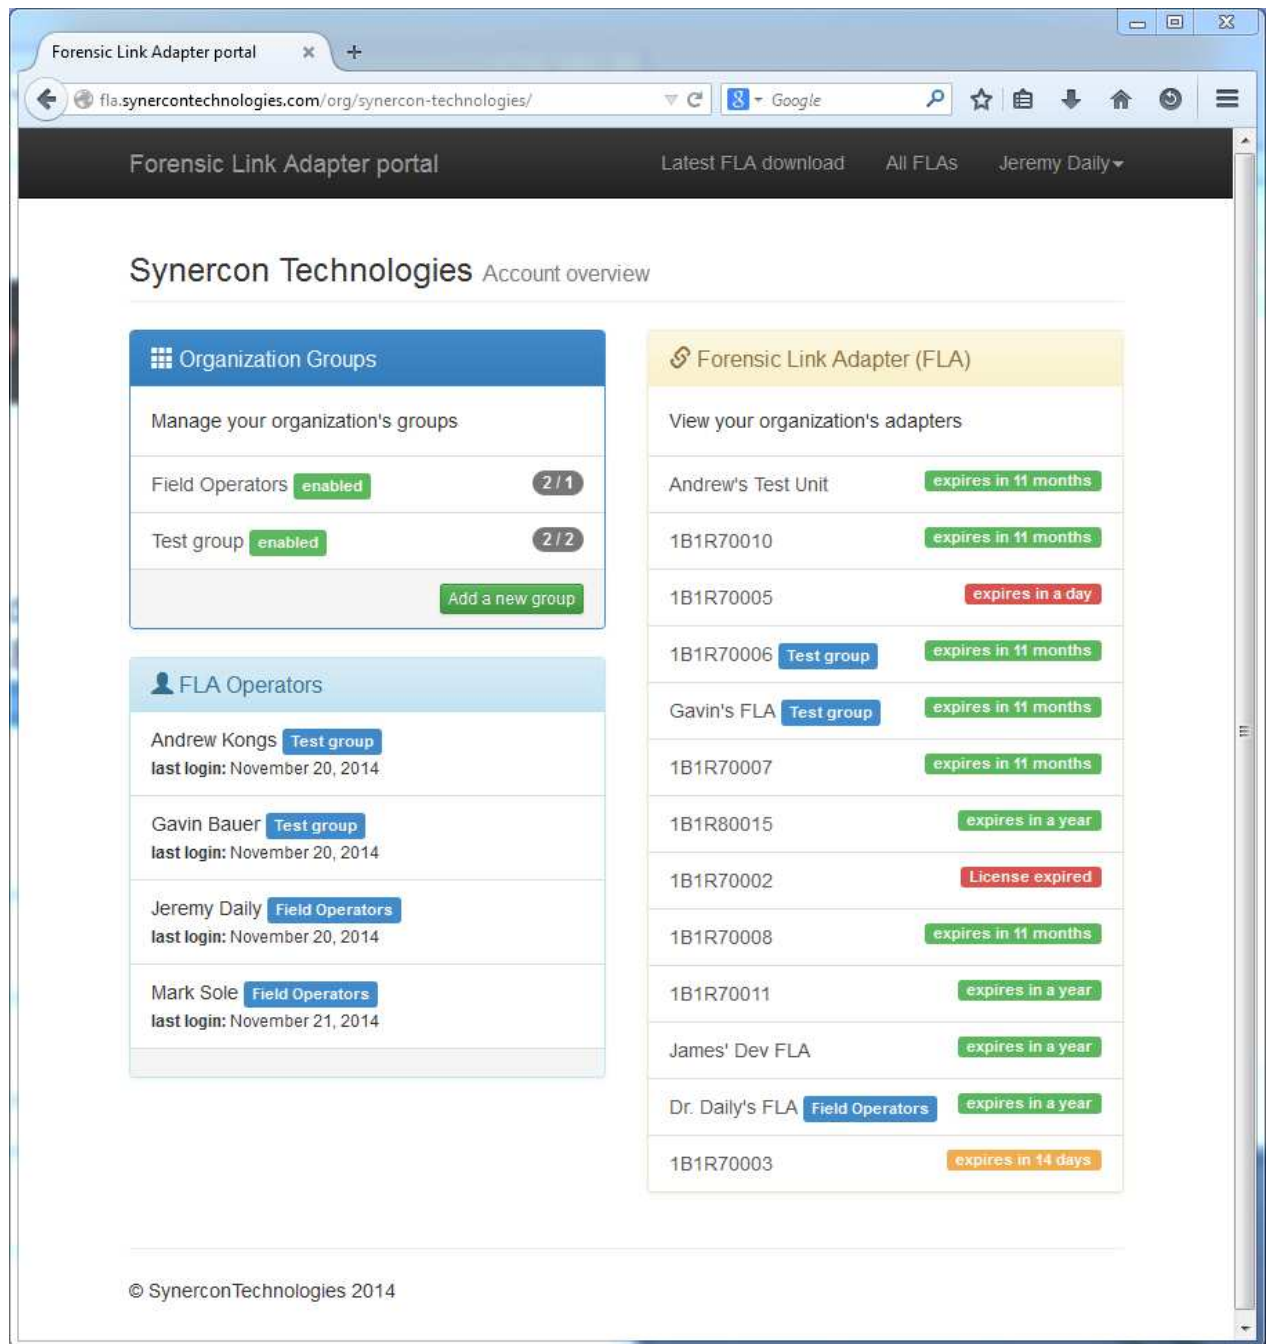 Forensic Link Adapter portal
fla.synercontechnologies.com/org/synercon-technologies/
8
Google
Forensic Link Adapter portal
Latest FLA download
All FLAs
Jeremy Daily
Synercon Technologies Account overview
Organization Groups
Manage your organization's groups
Field Operators enabled 2 / 1
Test group enabled 2 / 2
Add a new group
FLA Operators
Andrew Kongs Test group
last login: November 20, 2014
Gavin Bauer Test group
last login: November 20, 2014
Jeremy Daily Field Operators
last login: November 20, 2014
Mark Sole Field Operators
last login: November 21, 2014
Forensic Link Adapter (FLA)
View your organization's adapters
Andrew's Test Unit expires in 11 months
1B1R70010 expires in 11 months
1B1R70005 expires in a day
1B1R70006 Test group expires in 11 months
Gavin's FLA Test group expires in 11 months
1B1R70007 expires in 11 months
1B1R80015 expires in a year
1B1R70002 License expired
1B1R70008 expires in 11 months
1B1R70011 expires in a year
James' Dev FLA expires in a year
Dr. Daily's FLA Field Operators expires in a year
1B1R70003 expires in 14 days
© SynerconTechnologies 2014